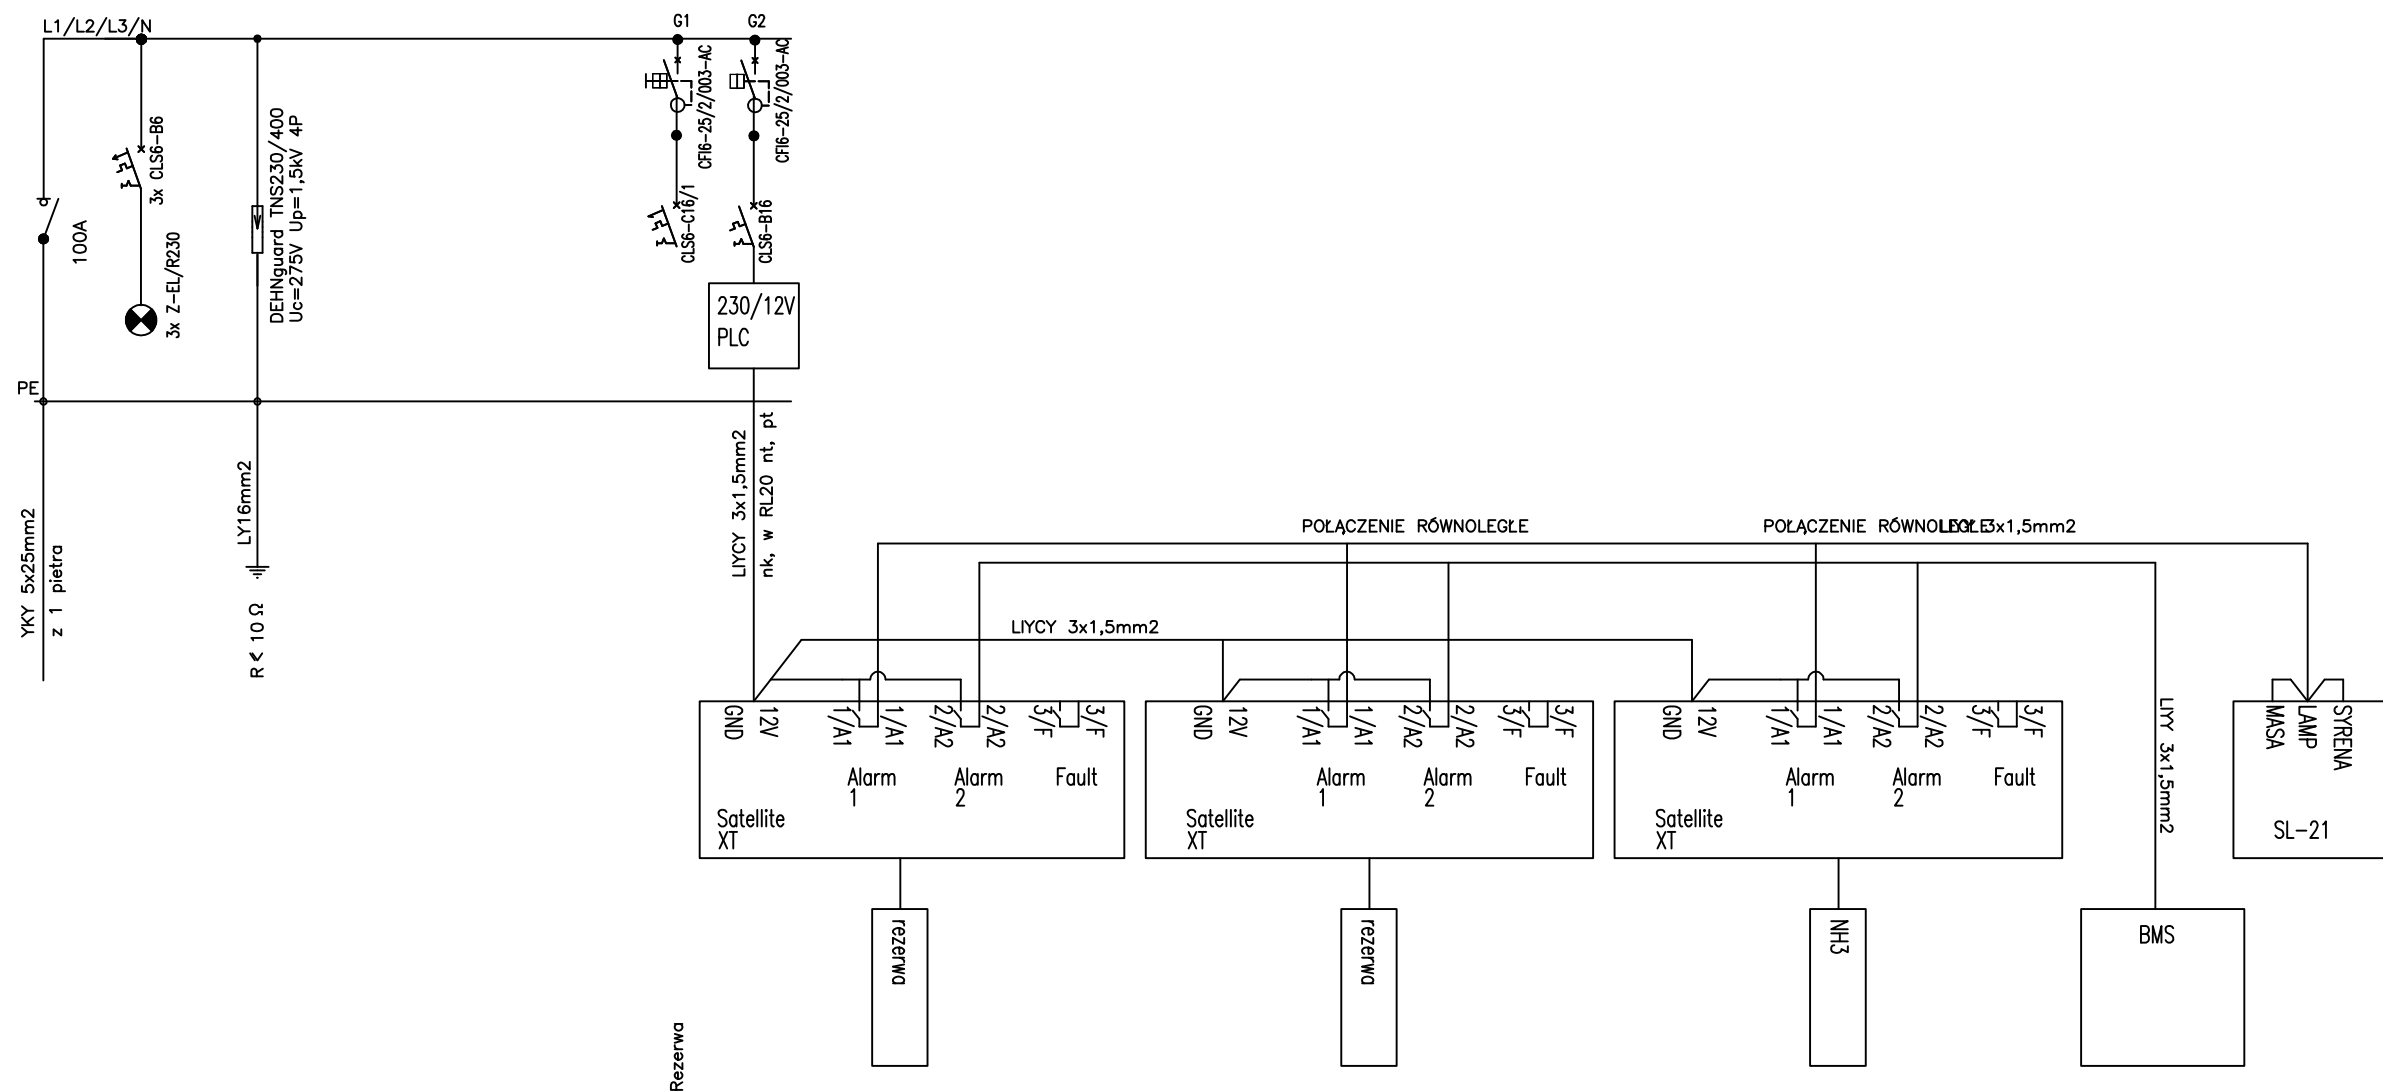 L1/L2/L3/N
G1
G2
100A
3x CLS6-B6
3x Z-EL/R230
DEHNguard TNS230/400
Uc=275V Up=1,5kV 4P
CFI6-25/2/003-AC
CFI6-25/2/003-AC
CLS6-C16/1
CLS6-B16
230/12V
PLC
PE
YKY 5x25mm2
z 1 pietra
LY16mm2
R < 10 Ω
LIYCY 3x1,5mm2
nk, w RL20 nt, pt
POŁĄCZENIE RÓWNOLEGŁE
POŁĄCZENIE RÓWNOLEGŁE
LIYY 3x1,5mm2
LIYCY 3x1,5mm2
GND
12V
1/A1
1/A1
2/A2
2/A2
3/F
3/F
Alarm
1
Alarm
2
Fault
Satellite
XT
GND
12V
1/A1
1/A1
2/A2
2/A2
3/F
3/F
Alarm
1
Alarm
2
Fault
Satellite
XT
GND
12V
1/A1
1/A1
2/A2
2/A2
3/F
3/F
Alarm
1
Alarm
2
Fault
Satellite
XT
LIYY 3x1,5mm2
MASA
LAMP
SYRENA
SL-21
rezerwa
rezerwa
NH3
BMS
Rezerwa